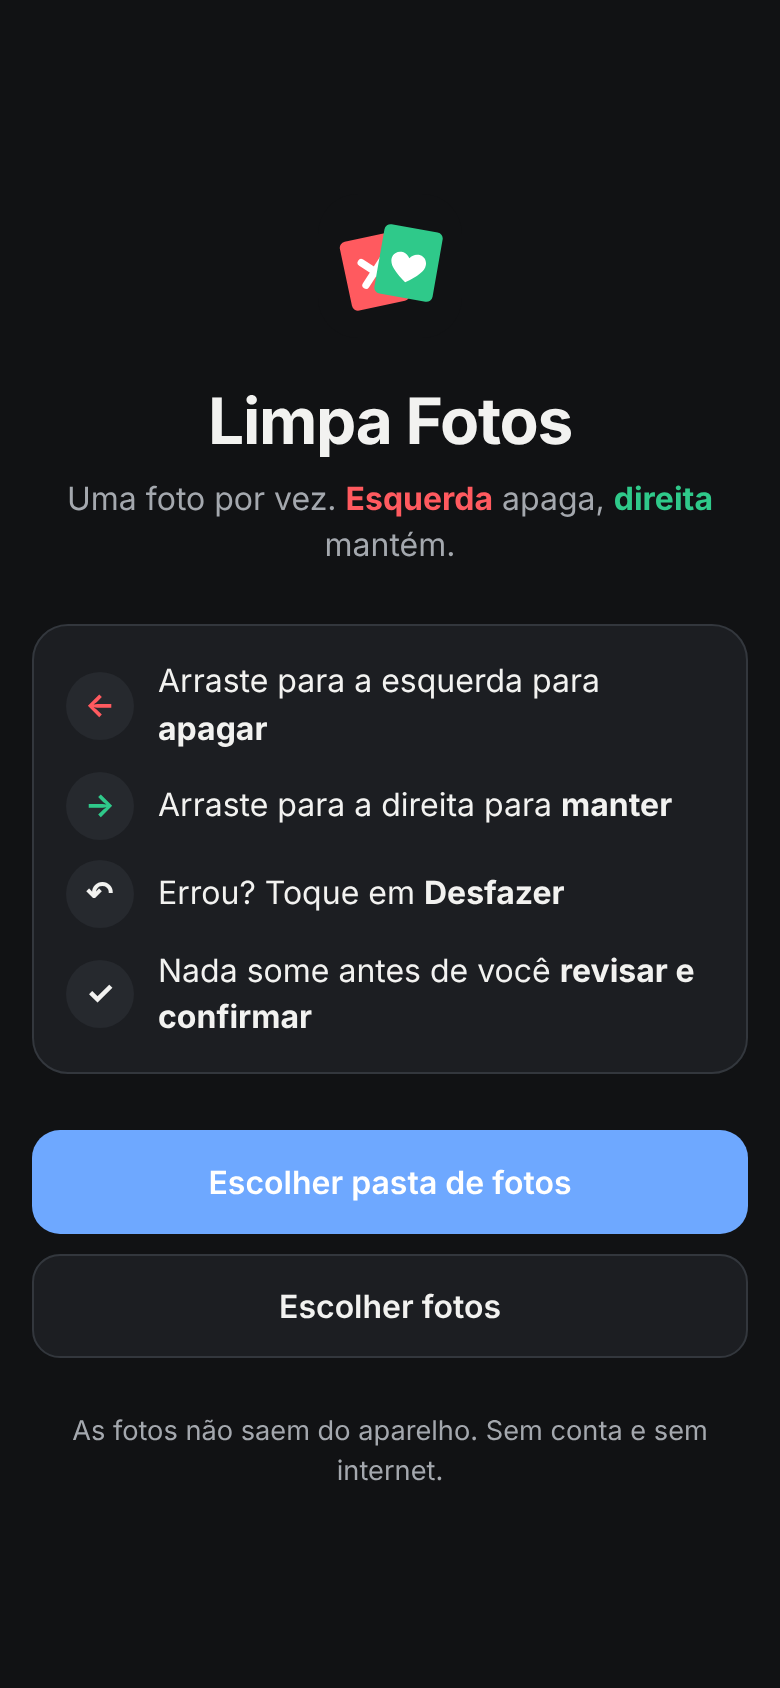 Limpa Fotos
Uma foto por vez. Esquerda apaga, direita
mantém.
Arraste para a esquerda para
apagar
Arraste para a direita para manter
Errou? Toque em Desfazer
Nada some antes de você revisar e
confirmar
Escolher pasta de fotos
Escolher fotos
As fotos não saem do aparelho. Sem conta e sem
internet.